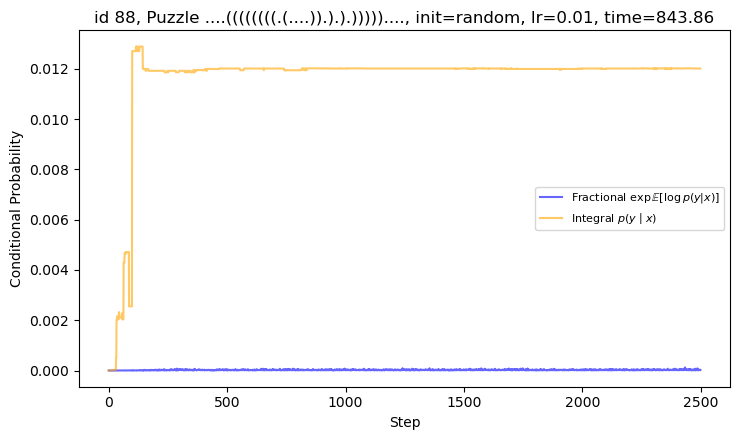 id 88, Puzzle ....((((((((.(....)).).).)))))...., init=random, lr=0.01, time=843.86
Conditional Probability
0.012
0.010
0.008
0.006
0.004
0.002
0.000
Fractional exp𝔼[log p(y|x)]
Integral p(y | x)
0
500
1000
1500
2000
2500
Step